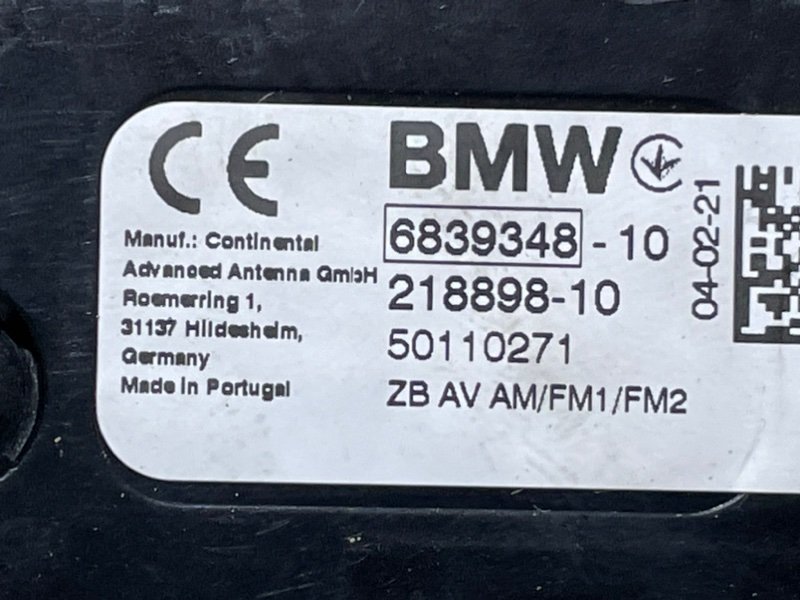 CE
BMW
6839348 - 10
218898-10
50110271
ZB AV AM/FM1/FM2
Manuf.: Continental
Advanced Antenna GmbH
Roemerring 1,
31137 Hildesheim,
Germany
Made in Portugal
04-02-21